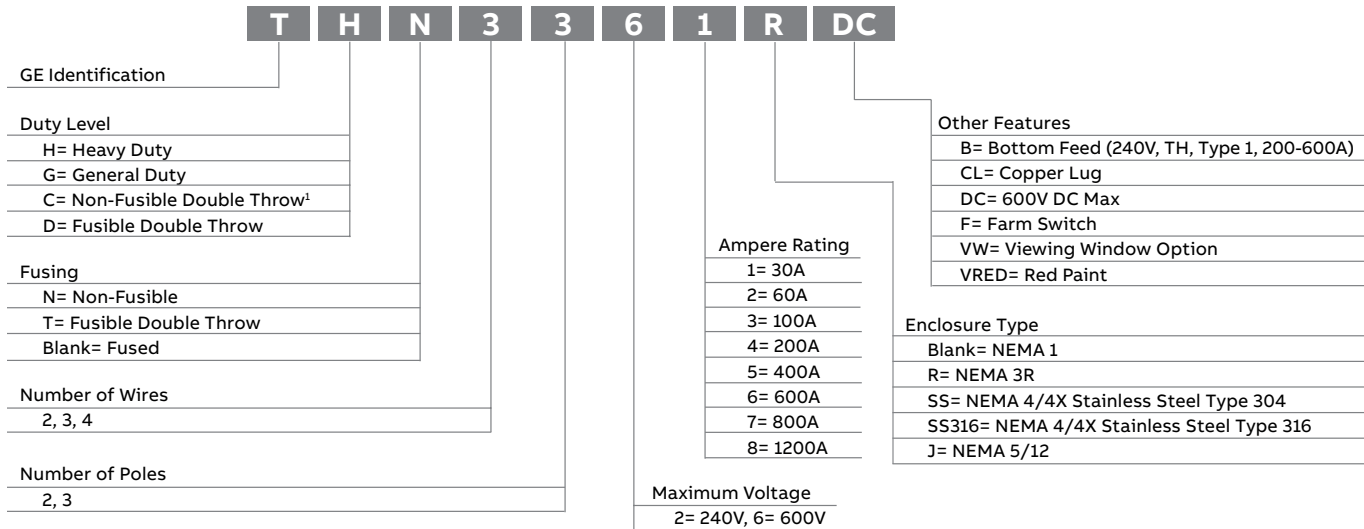 T H N 3 3 6 1 R DC
GE Identification
Duty Level
H= Heavy Duty
G= General Duty
C= Non-Fusible Double Throw¹
D= Fusible Double Throw
Fusing
N= Non-Fusible
T= Fusible Double Throw
Blank= Fused
Number of Wires
2, 3, 4
Number of Poles
2, 3
Maximum Voltage
2= 240V, 6= 600V
Ampere Rating
1= 30A
2= 60A
3= 100A
4= 200A
5= 400A
6= 600A
7= 800A
8= 1200A
Enclosure Type
Blank= NEMA 1
R= NEMA 3R
SS= NEMA 4/4X Stainless Steel Type 304
SS316= NEMA 4/4X Stainless Steel Type 316
J= NEMA 5/12
Other Features
B= Bottom Feed (240V, TH, Type 1, 200-600A)
CL= Copper Lug
DC= 600V DC Max
F= Farm Switch
VW= Viewing Window Option
VRED= Red Paint